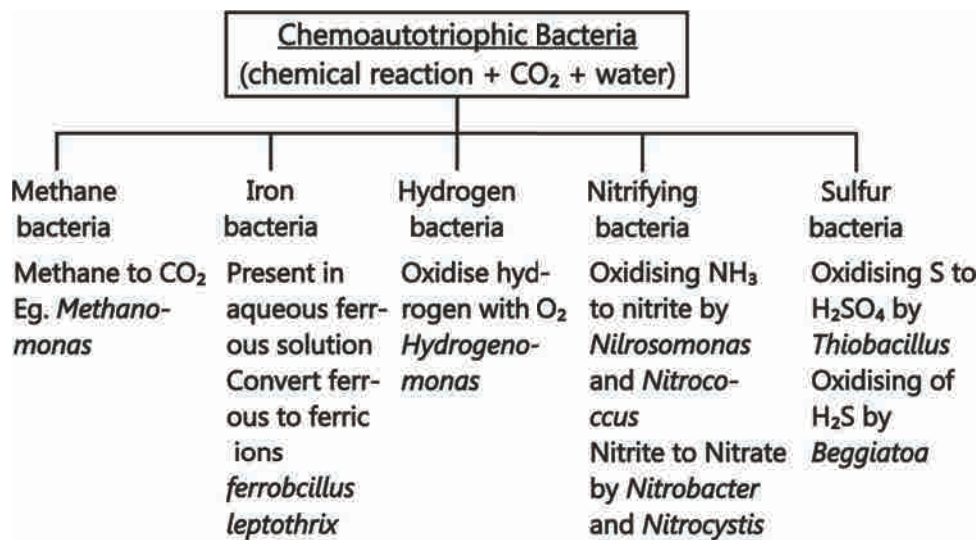 Chemoautotriophic Bacteria
(chemical reaction + CO₂ + water)
Methane
bacteria
Methane to CO₂
Eg. Methano-
monas
Iron
bacteria
Present in
aqueous ferr-
ous solution
Convert ferr-
ous to ferric
ions
ferrobcillus
leptothrix
Hydrogen
bacteria
Oxidise hyd-
rogen with O₂
Hydrogeno-
monas
Nitrifying
bacteria
Oxidising NH₃
to nitrite by
Nilrosomonas
and Nitroco-
ccus
Nitrite to Nitrate
by Nitrobacter
and Nitrocystis
Sulfur
bacteria
Oxidising S to
H₂SO₄ by
Thiobacillus
Oxidising of
H₂S by
Beggiatoa